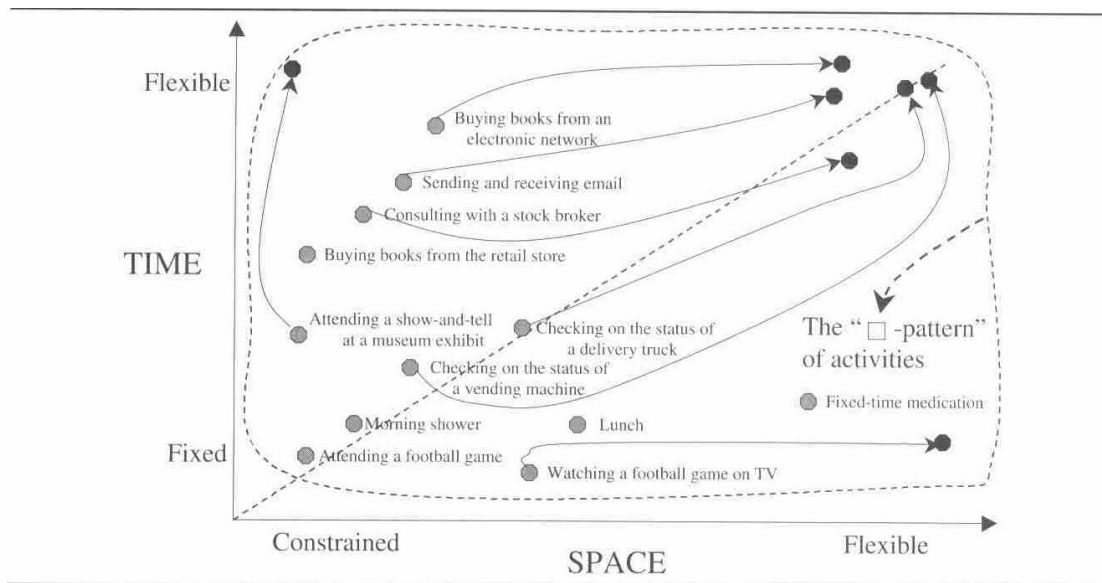 Flexible
Buying books from an
electronic network
Sending and receiving email
Consulting with a stock broker
TIME
Buying books from the retail store
Attending a show-and-tell
at a museum exhibit
Checking on the status of
a delivery truck
The “ □ -pattern”
of activities
Checking on the status of
a vending machine
Fixed-time medication
Morning shower
Lunch
Fixed
Attending a football game
Watching a football game on TV
Constrained
SPACE
Flexible